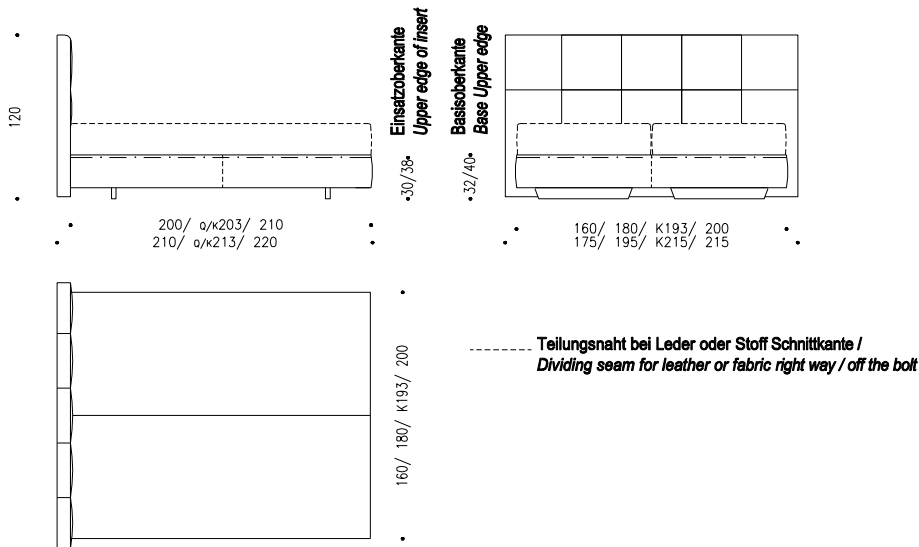 120
Einsatzoberkante
Upper edge of insert
30/38
Basisoberkante
Base Upper edge
32/40
200/ Q/K203/ 210
210/ Q/K213/ 220
160/ 180/ K193/ 200
175/ 195/ K215/ 215
160/ 180/ K193/ 200
Teilungsnaht bei Leder oder Stoff Schnittkante /
Dividing seam for leather or fabric right way / off the bolt